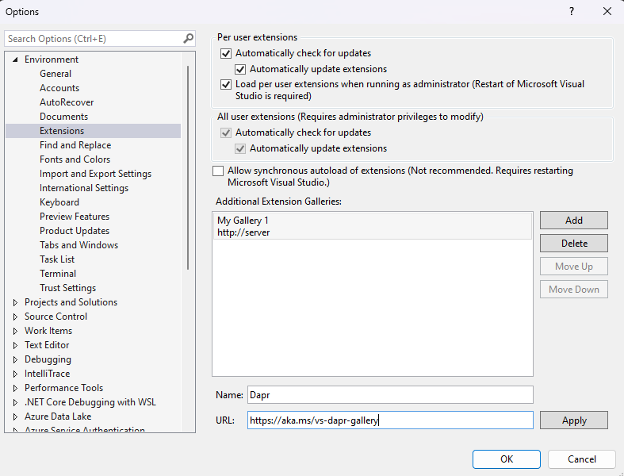 Options
?
Search Options (Ctrl+E)
Environment
General
Accounts
AutoRecover
Documents
Extensions
Find and Replace
Fonts and Colors
Import and Export Settings
International Settings
Keyboard
Preview Features
Product Updates
Tabs and Windows
Task List
Terminal
Trust Settings
Projects and Solutions
Source Control
Work Items
Text Editor
Debugging
IntelliTrace
Performance Tools
.NET Core Debugging with WSL
Azure Data Lake
Azure Service Authentication
Per user extensions
Automatically check for updates
Automatically update extensions
Load per user extensions when running as administrator (Restart of Microsoft Visual
Studio is required)
All user extensions (Requires administrator privileges to modify)
Automatically check for updates
Automatically update extensions
Allow synchronous autoload of extensions (Not recommended. Requires restarting
Microsoft Visual Studio.)
Additional Extension Galleries:
My Gallery 1
http://server
Add
Delete
Move Up
Move Down
Name: Dapr
URL: https://aka.ms/vs-dapr-gallery
Apply
OK
Cancel